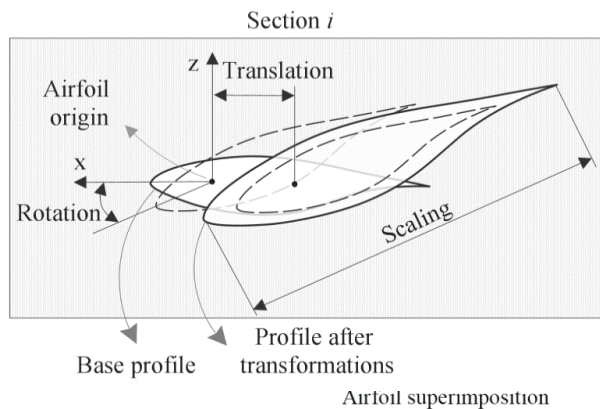 Section i
z
Translation
Airfoil
origin
x
Rotation
Scaling
Base profile
Profile after
transformations
Airfoil superimposition